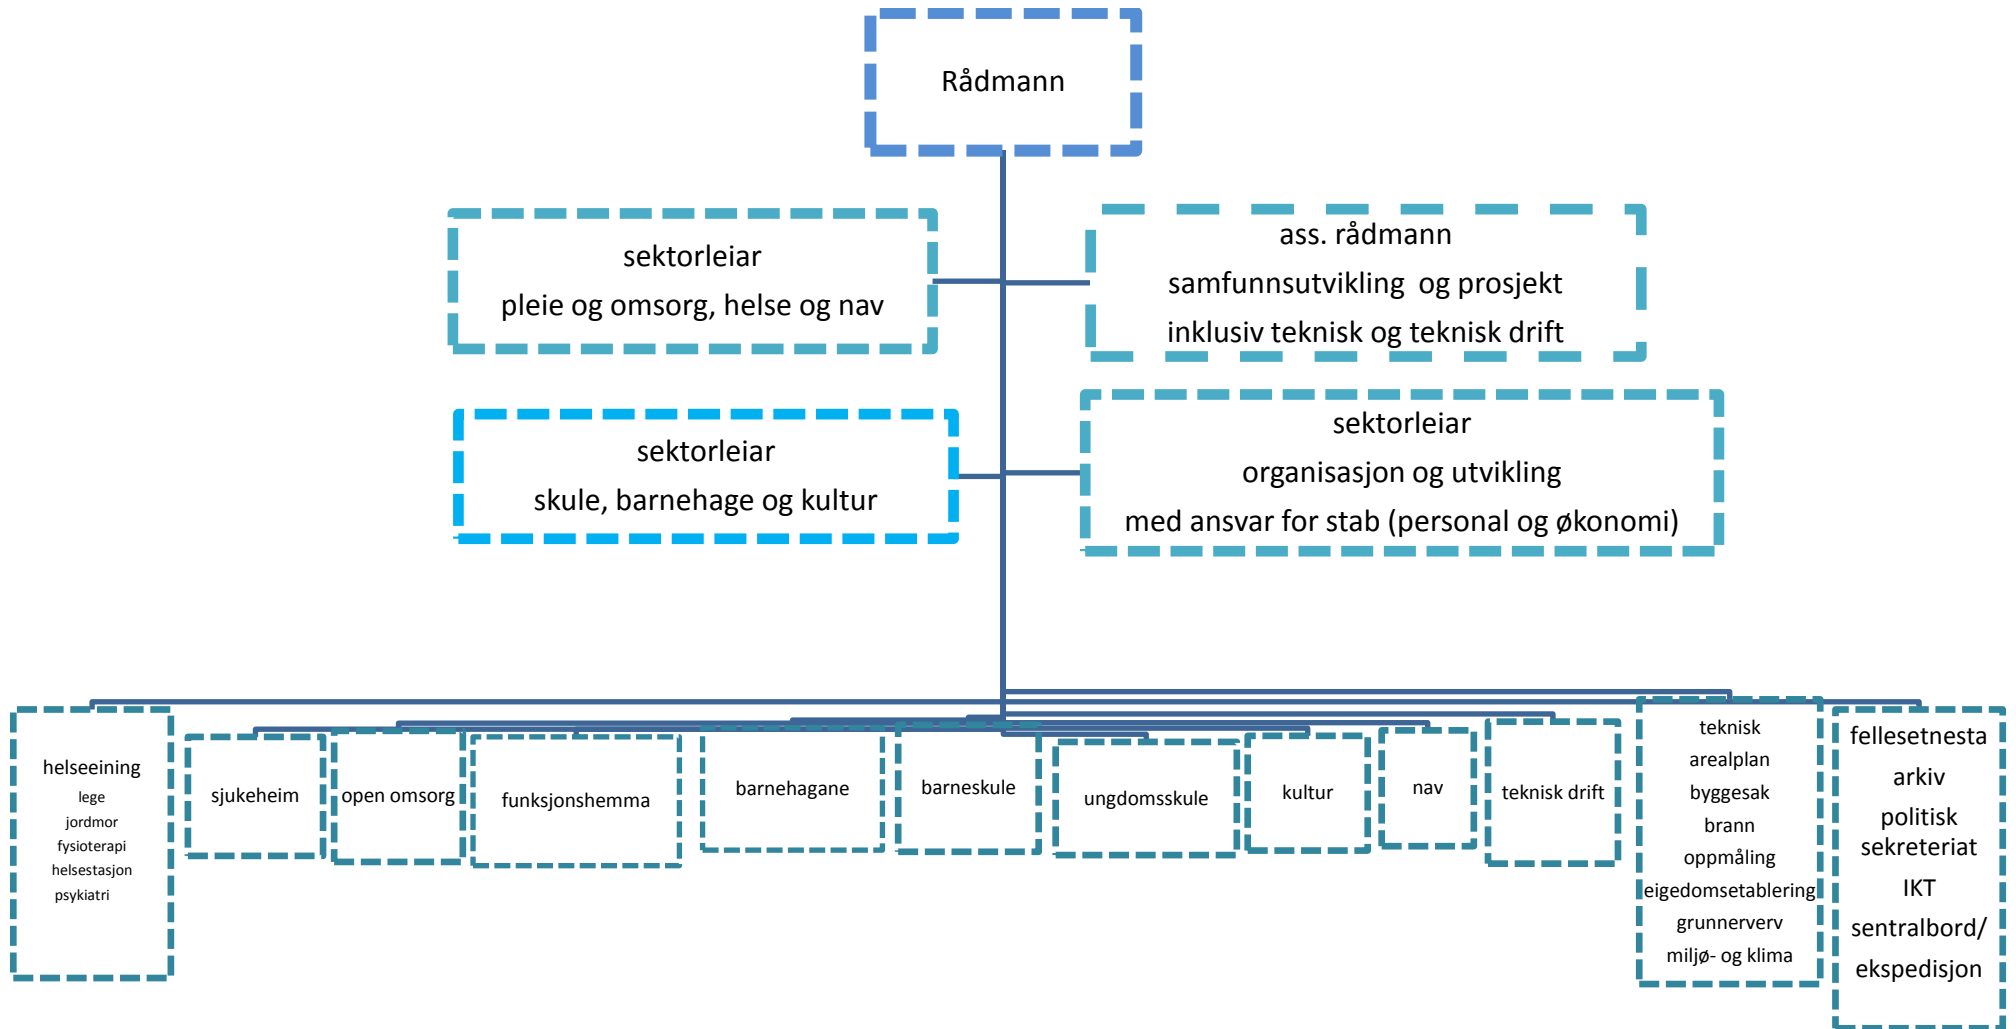 Rådmann
sektorleiar
pleie og omsorg, helse og nav
ass. rådmann
samfunnsutvikling  og prosjekt
inklusiv teknisk og teknisk drift
sektorleiar
skule, barnehage og kultur
sektorleiar
organisasjon og utvikling
med ansvar for stab (personal og økonomi)
helseeining
lege
jordmor
fysioterapi
helsestasjon
psykiatri
sjukeheim
open omsorg
funksjonshemma
barnehagane
barneskule
ungdomsskule
kultur
nav
teknisk drift
teknisk
arealplan
byggesak
brann
oppmåling
eigedomsetablering
grunnerverv
miljø- og klima
fellesetnesta
arkiv
politisk
sekreteriat
IKT
sentralbord/
ekspedisjon